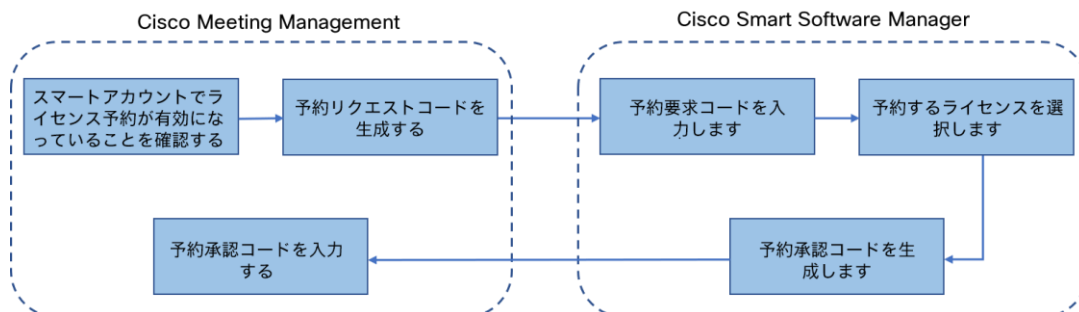 Cisco Meeting Management
Cisco Smart Software Manager
スマートアカウントでラ
イセンス予約が有効にな
っていることを確認する
予約リクエストコードを
生成する
予約要求コードを入
力します
予約するライセンスを選
択します
予約承認コードを入力
する
予約承認コードを生
成します